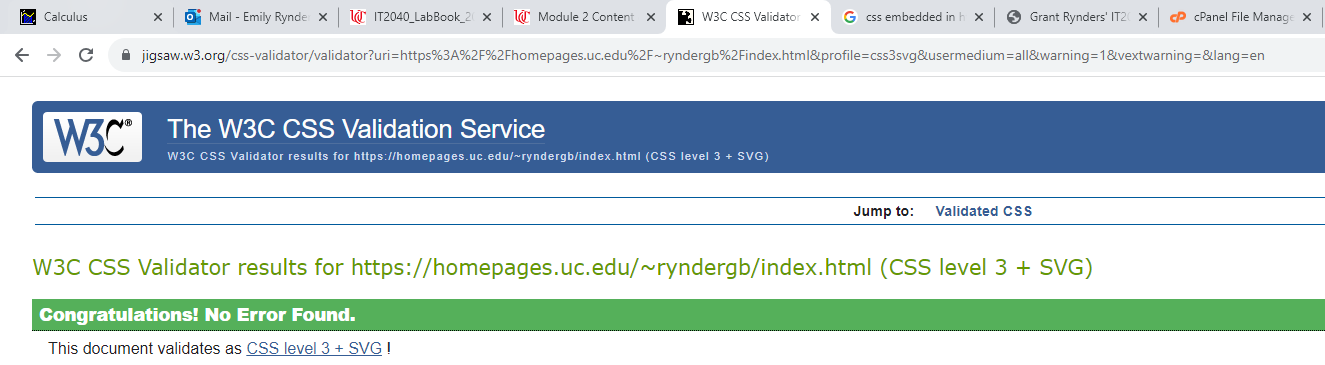 Calculus
Mail - Emily Rynde
IT2040_LabBook_20
Module 2 Content
W3C CSS Validator
css embedded in h
Grant Rynders' IT20
cPanel File Manage
jigsaw.w3.org/css-validator/validator?uri=https%3A%2F%2Fhomepages.uc.edu%2F~ryndergb%2Findex.html&profile=css3svg&usermedium=all&warning=1&vextwarning=&lang=en
W3C®
The W3C CSS Validation Service
W3C CSS Validator results for https://homepages.uc.edu/~ryndergb/index.html (CSS level 3 + SVG)
Jump to: Validated CSS
W3C CSS Validator results for https://homepages.uc.edu/~ryndergb/index.html (CSS level 3 + SVG)
Congratulations! No Error Found.
This document validates as CSS level 3 + SVG !